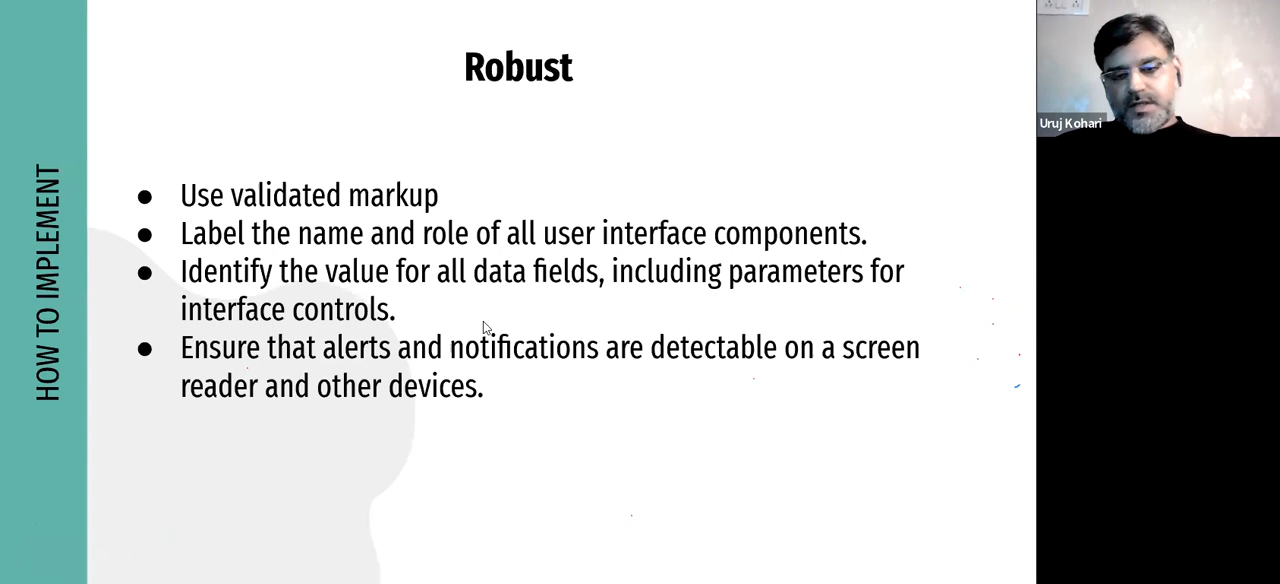 HOW TO IMPLEMENT
Robust
● Use validated markup
● Label the name and role of all user interface components.
● Identify the value for all data fields, including parameters for
interface controls.
● Ensure that alerts and notifications are detectable on a screen
reader and other devices.
Uruj Kohari